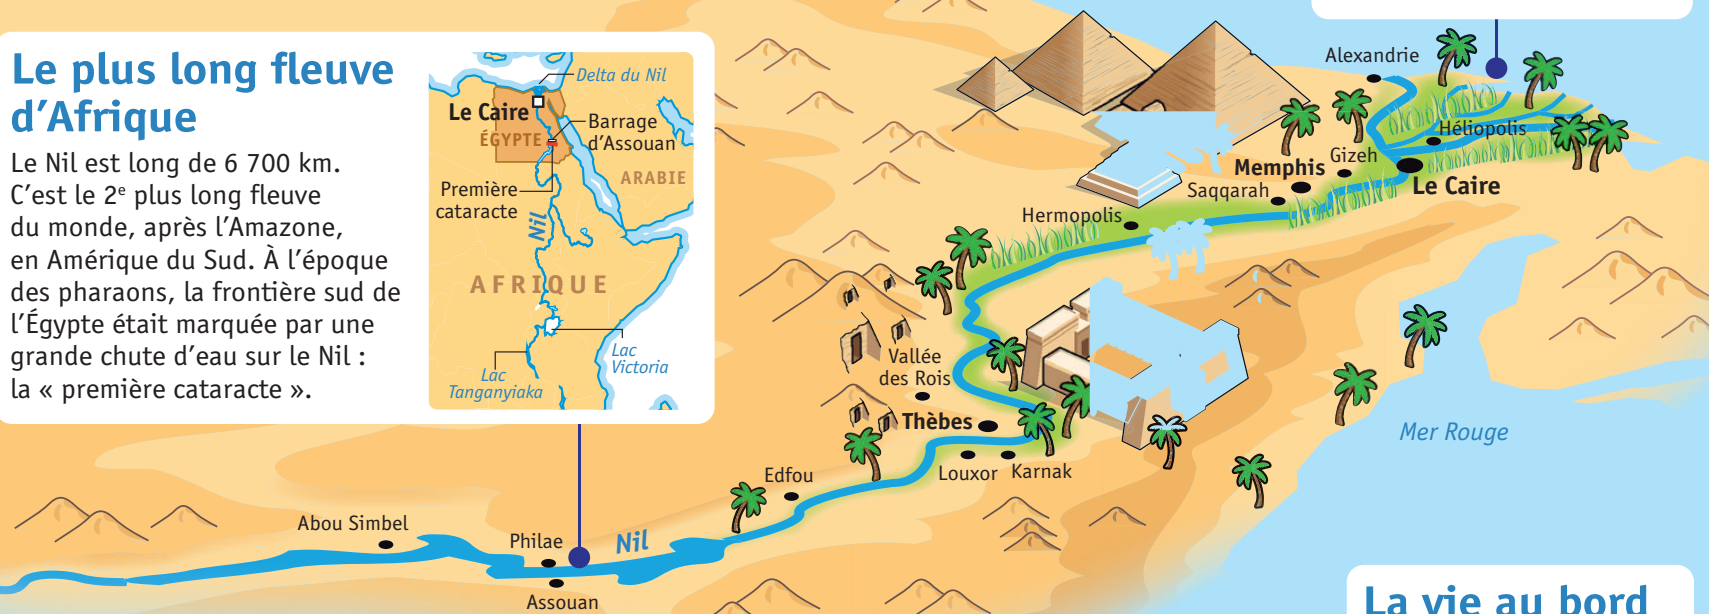 Le plus long fleuve
d'Afrique
Le Nil est long de 6 700 km.
C'est le 2e plus long fleuve
du monde, après l'Amazone,
en Amérique du Sud. À l'époque
des pharaons, la frontière sud de
l'Égypte était marquée par une
grande chute d'eau sur le Nil :
la « première cataracte ».
Delta du Nil
Le Caire
Barrage
d'Assouan
ÉGYPTE
ARABIE
Première
cataracte
Nil
AFRIQUE
Lac
Victoria
Lac
Tanganyiaka
Alexandrie
Héliopolis
Gizeh
Memphis
Le Caire
Saqqarah
Hermopolis
Vallée
des Rois
Thèbes
Louxor
Karnak
Mer Rouge
Edfou
Abou Simbel
Philae
Nil
Assouan
La vie au bord